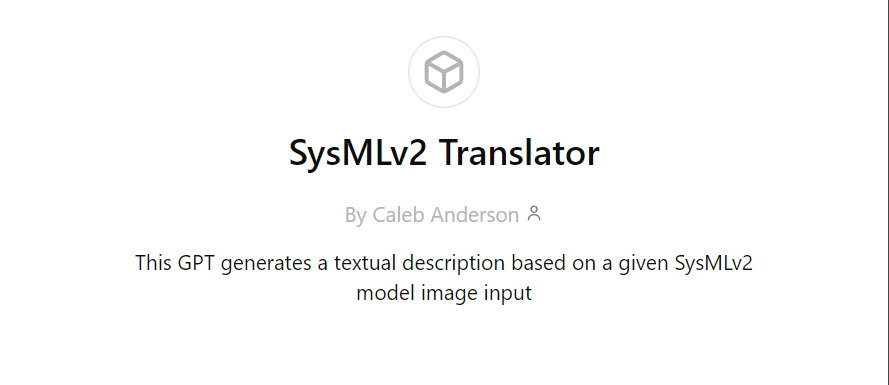 SysMLv2 Translator
By Caleb Anderson
This GPT generates a textual description based on a given SysMLv2
model image input